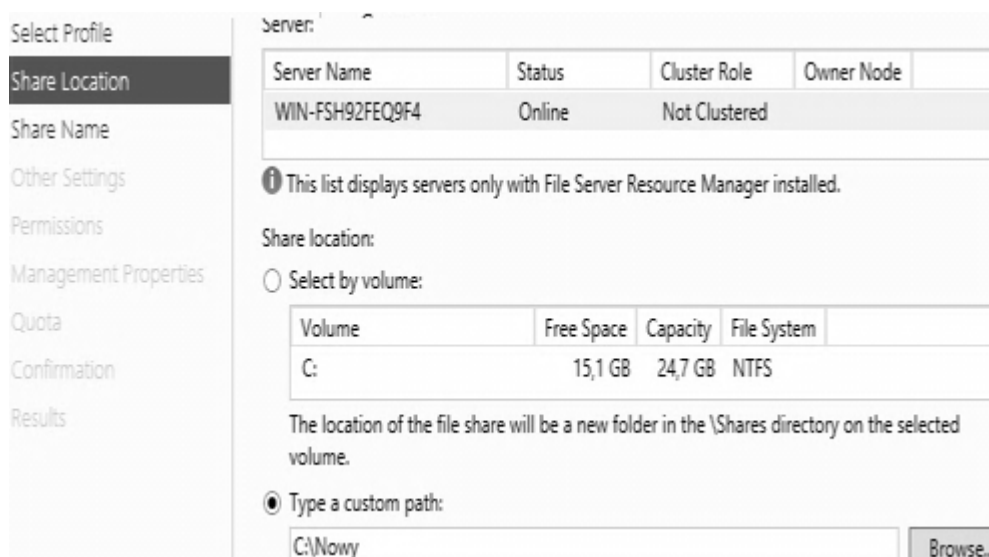 Select Profile
Share Location
Share Name
Other Settings
Permissions
Management Properties
Quota
Confirmation
Results
Server:
Server Name Status Cluster Role Owner Node
WIN-FSH92FEQ9F4 Online Not Clustered
This list displays servers only with File Server Resource Manager installed.
Share location:
Select by volume:
Volume Free Space Capacity File System
C: 15,1 GB 24,7 GB NTFS
The location of the file share will be a new folder in the \Shares directory on the selected
volume.
Type a custom path:
C:\Nowy
Browse...